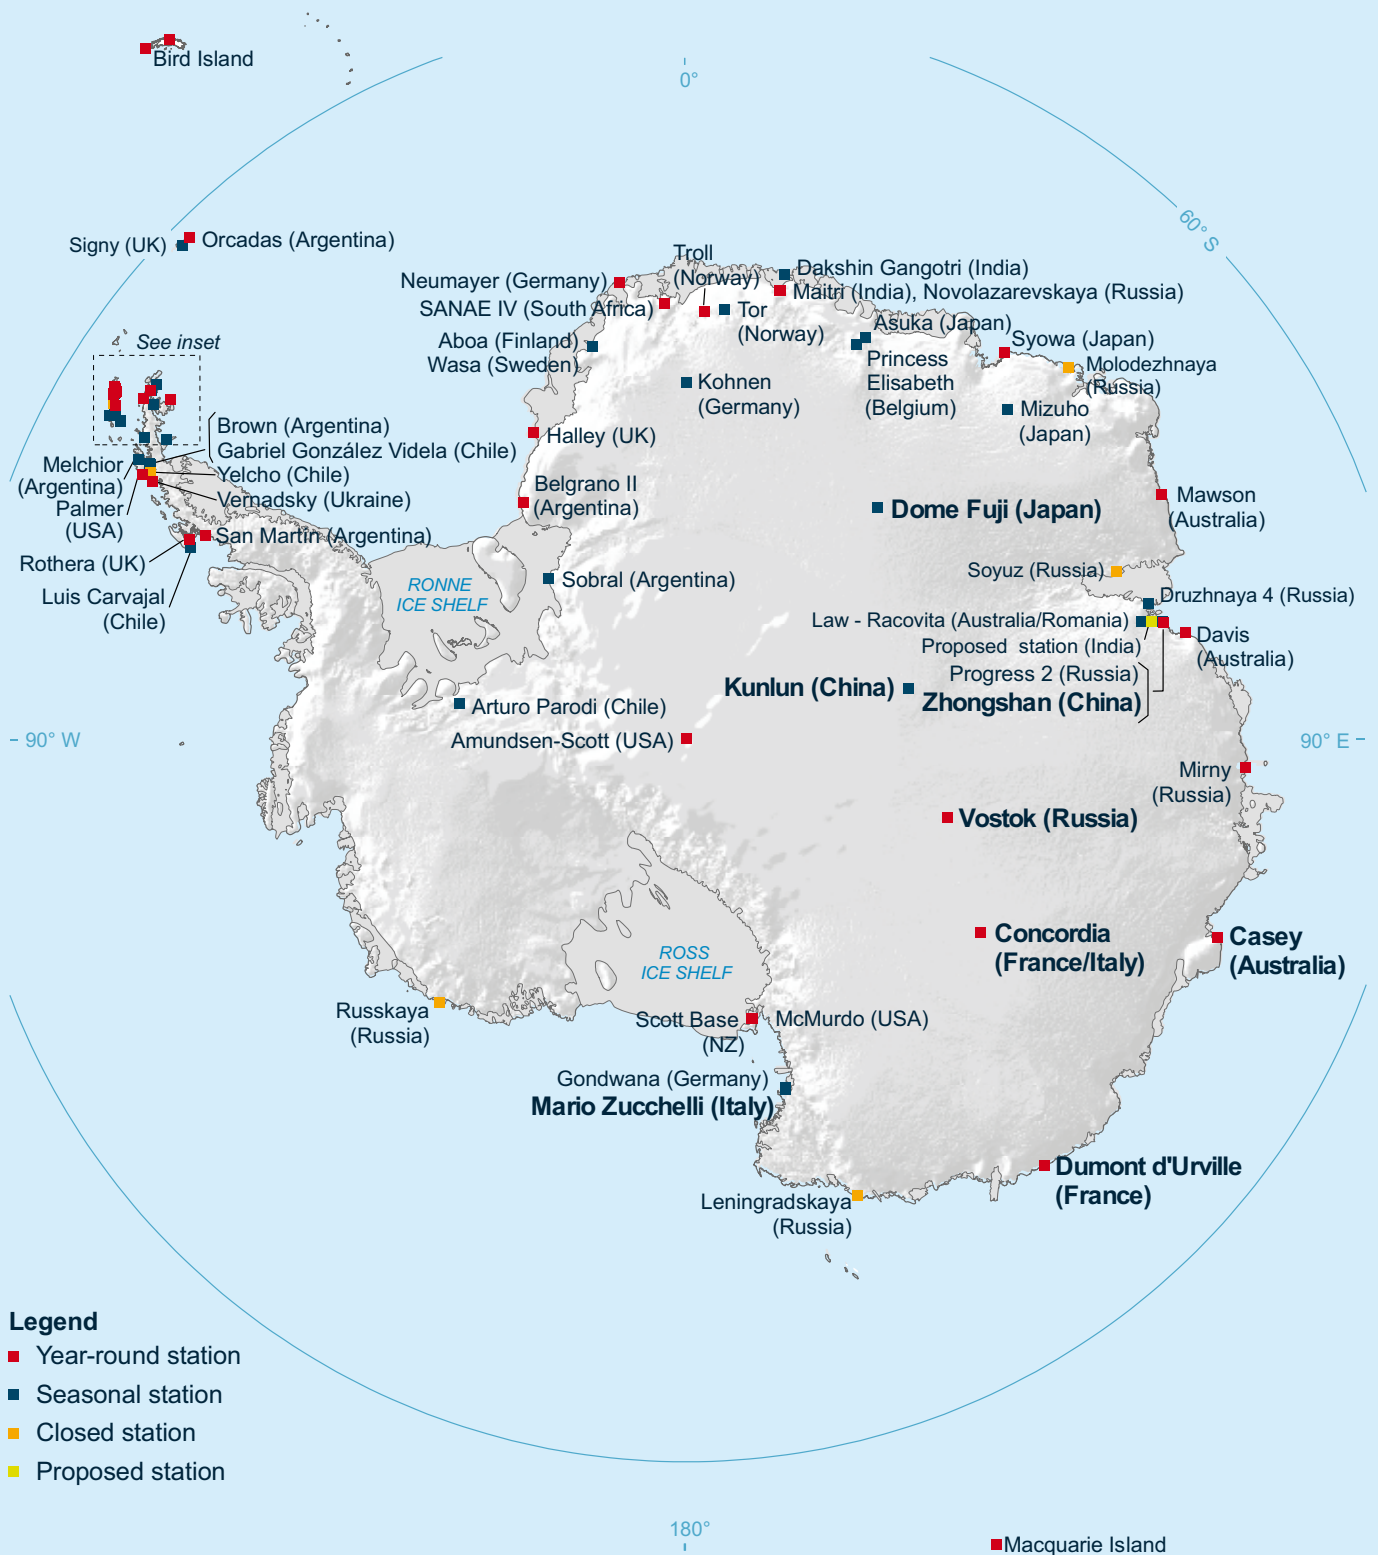 Bird Island
0°
60° S
Signy (UK)
Orcadas (Argentina)
Troll
(Norway)
Neumayer (Germany)
SANAE IV (South Africa)
Dakshin Gangotri (India)
Maitri (India), Novolazarevskaya (Russia)
Tor
(Norway)
Asuka (Japan)
Syowa (Japan)
Aboa (Finland)
Wasa (Sweden)
See inset
Princess
Elisabeth
(Belgium)
Molodezhnaya
(Russia)
Kohnen
(Germany)
Mizuho
(Japan)
Brown (Argentina)
Gabriel González Videla (Chile)
Yelcho (Chile)
Vernadsky (Ukraine)
Halley (UK)
Melchior
(Argentina)
Palmer
(USA)
Belgrano II
(Argentina)
Dome Fuji (Japan)
Mawson
(Australia)
San Martín (Argentina)
Rothera (UK)
Luis Carvajal
(Chile)
RONNE
ICE SHELF
Sobral (Argentina)
Soyuz (Russia)
Druzhnaya 4 (Russia)
Law - Racovita (Australia/Romania)
Proposed station (India)
Davis
(Australia)
Progress 2 (Russia)
Zhongshan (China)
Kunlun (China)
Arturo Parodi (Chile)
Amundsen-Scott (USA)
90° W
90° E
Mirny
(Russia)
Vostok (Russia)
Concordia
(France/Italy)
Casey
(Australia)
ROSS
ICE SHELF
Russkaya
(Russia)
Scott Base
(NZ)
McMurdo (USA)
Gondwana (Germany)
Mario Zucchelli (Italy)
Dumont d'Urville
(France)
Leningradskaya
(Russia)
Legend
Year-round station
Seasonal station
Closed station
Proposed station
180°
Macquarie Island